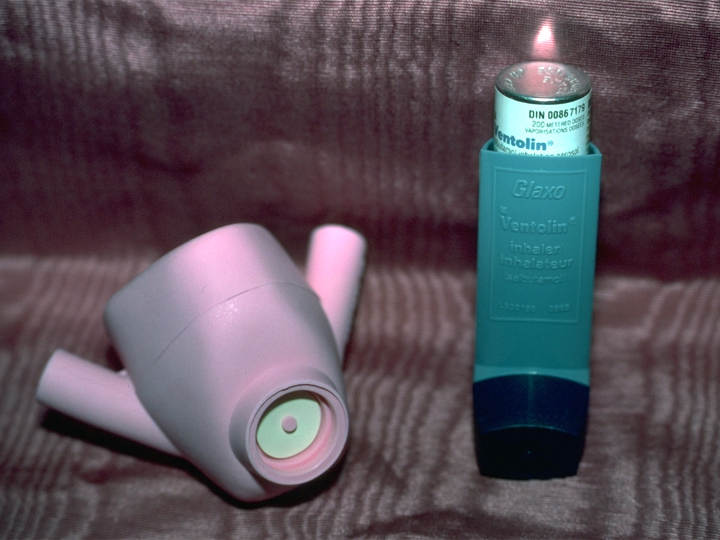 DIN 00867179
200 METERED DOSES
VAPORISATIONS DOSÉES
Ventolin®
Glaxo
Ventolin®
inhaler
inhalateur
salbutamol